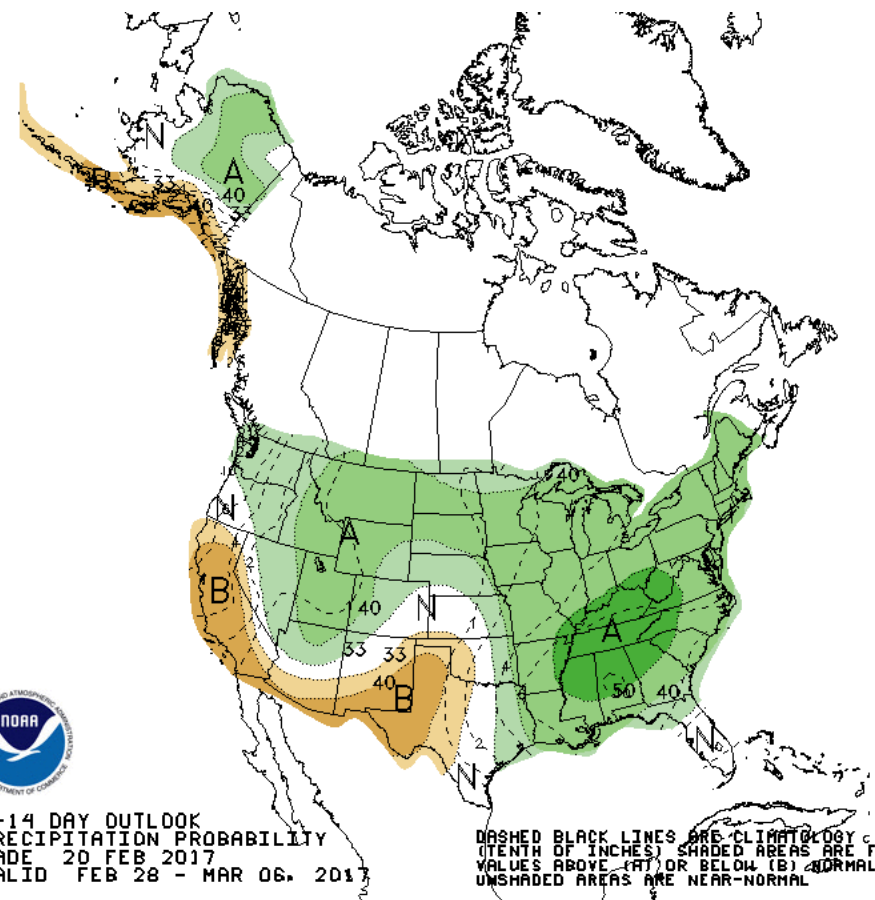 N
A
40
B
33
40
33
40
N
A
B
N
40
33
33
40
B
A
50
40
N
N
NOAA
-14 DAY OUTLOOK
RECIPITATION PROBABILITY
ADE 20 FEB 2017
ALID FEB 28 - MAR 06, 2017
DASHED BLACK LINES ARE CLIMATOLOGY
(TENTH OF INCHES) SHADED AREAS ARE F
VALUES ABOVE (A) OR BELOW (B) NORMAL
UNSHADED AREAS ARE NEAR-NORMAL